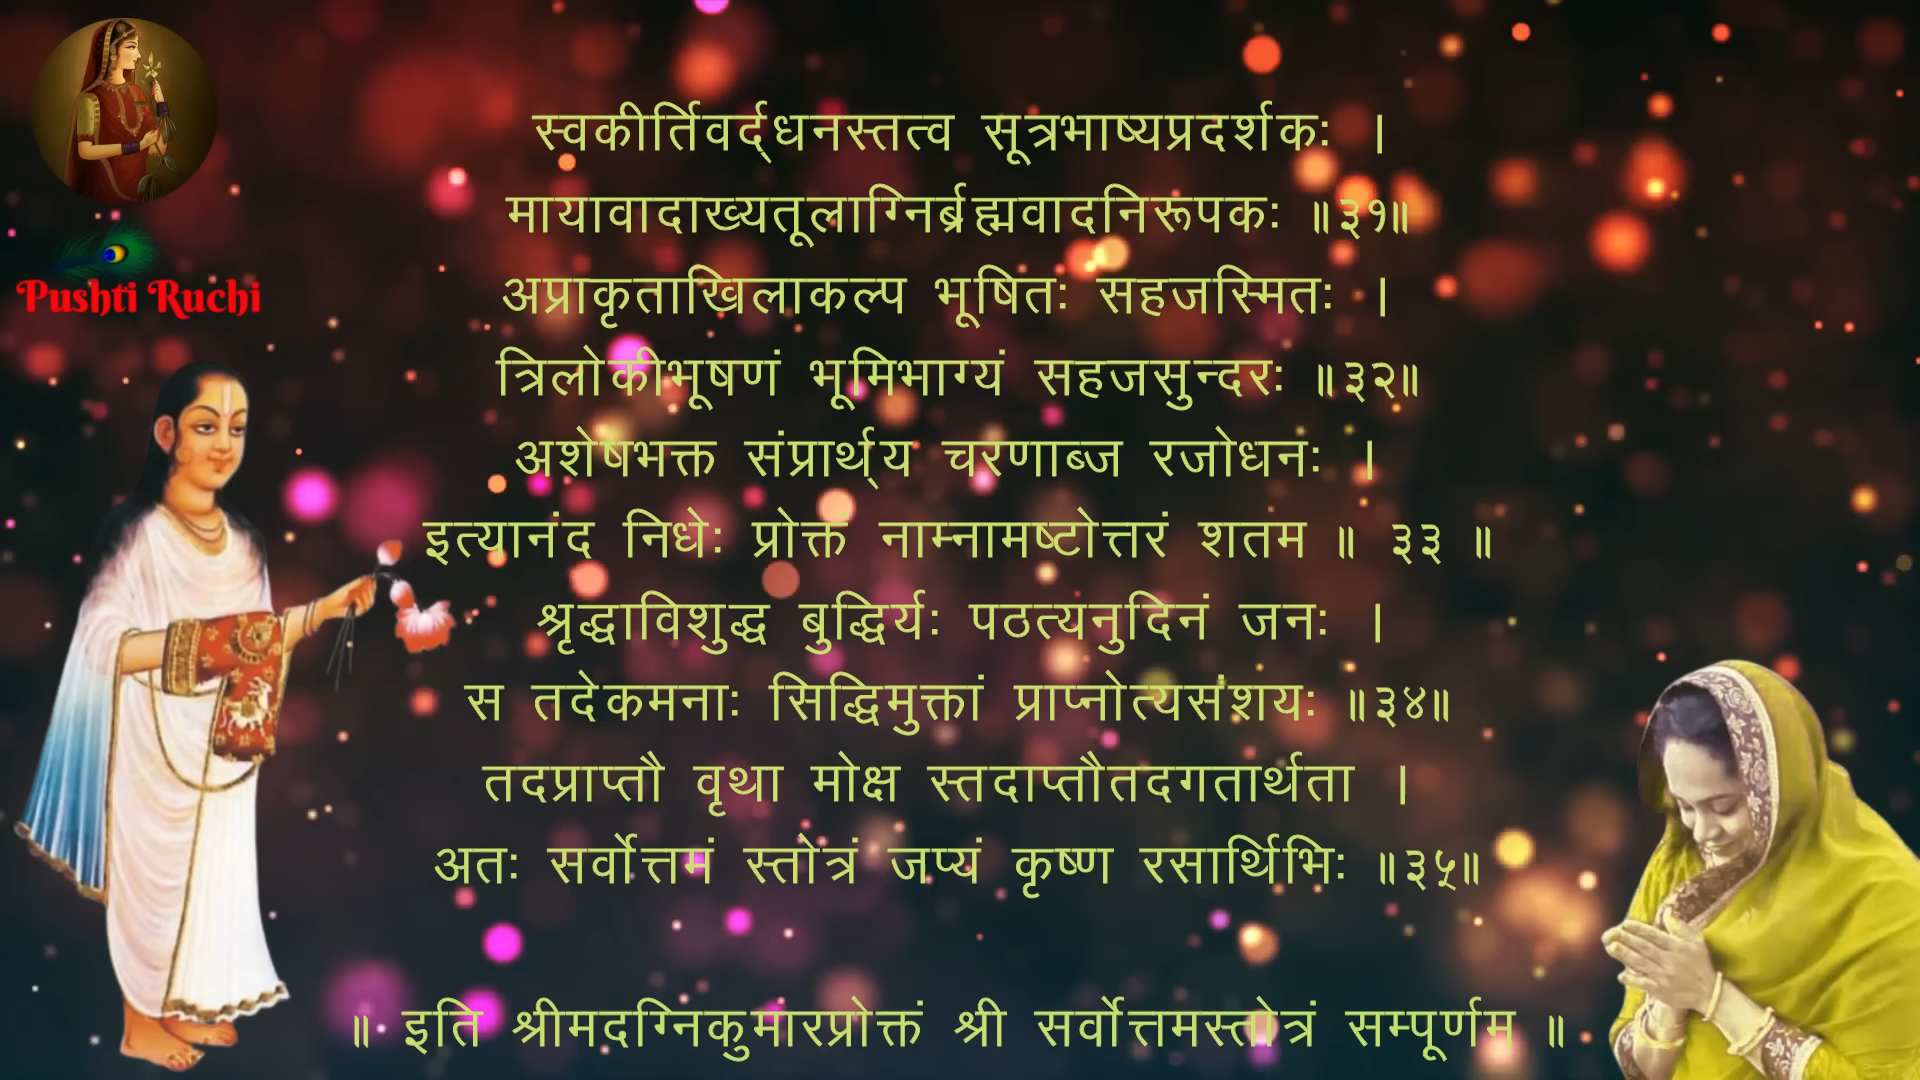 Pushti Ruchi
स्वकीर्तिवर्द्‌धनस्तत्व सूत्रभाष्यप्रदर्शकः ।
मायावादाख्यतूलाग्निर्ब्रह्मवादनिरूपकः ॥३१॥
अप्राकृताखिलाकल्प भूषितः सहजस्मितः ।
त्रिलोकीभूषणं भूमिभाग्यं सहजसुन्दरः ॥३२॥
अशेषभक्त संप्रार्थ्‌य चरणाब्ज रजोधनः ।
इत्यानंद निधेः प्रोक्तं नाम्नामष्टोत्तरं शतम ॥ ३३ ॥
श्रृद्धाविशुद्ध बुद्धिर्यः पठत्यनुदिनं जनः ।
स तदेकमनाः सिद्धिमुक्तां प्राप्नोत्यसंशयः ॥३४॥
तदप्राप्तौ वृथा मोक्ष स्तदाप्तौतदगतार्थता ।
अतः सर्वोत्तमं स्तोत्रं जप्यं कृष्ण रसार्थिभिः ॥३५॥
॥ इति श्रीमदग्निकुमारप्रोक्तं श्री सर्वोत्तमस्तोत्रं सम्पूर्णम ॥